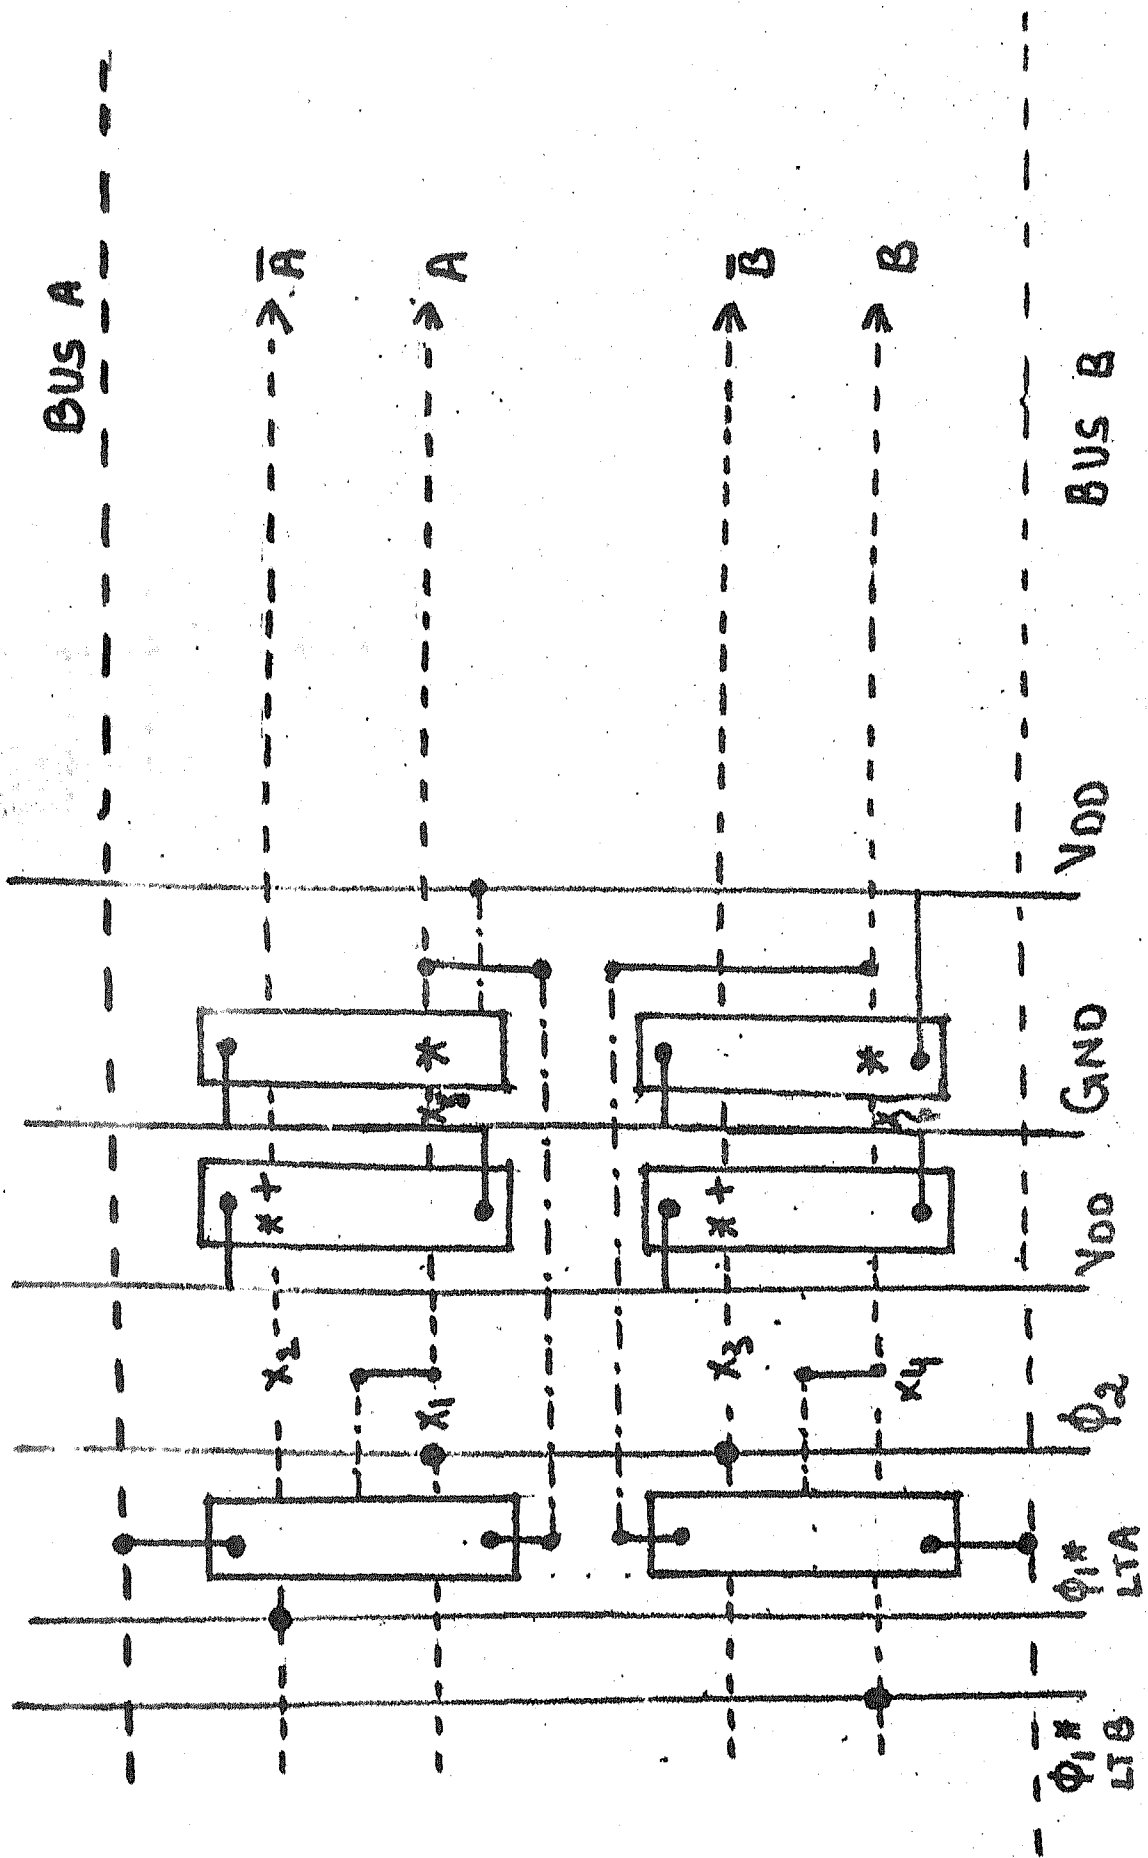 BUS A
Ā
A
B̄
B
BUS B
VDD
GND
VDD
ϕ2
ϕ1*
LTA
ϕ1*
LTB
*
*
*+
*+
x2
x1
x3
x4